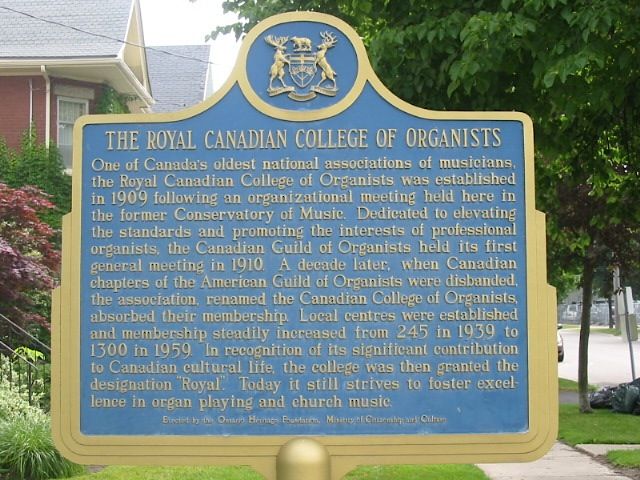 THE ROYAL CANADIAN COLLEGE OF ORGANISTS
One of Canada's oldest national associations of musicians,
the Royal Canadian College of Organists was established
in 1909 following an organizational meeting held here in
the former Conservatory of Music. Dedicated to elevating
the standards and promoting the interests of professional
organists, the Canadian Guild of Organists held its first
general meeting in 1910. A decade later, when Canadian
chapters of the American Guild of Organists were disbanded,
the association, renamed the Canadian College of Organists,
absorbed their membership. Local centres were established
and membership steadily increased from 245 in 1939 to
1300 in 1959. In recognition of its significant contribution
to Canadian cultural life, the college was then granted the
designation "Royal". Today it still strives to foster excel-
lence in organ playing and church music.
Erected by the Ontario Heritage Foundation, Ministry of Citizenship and Culture